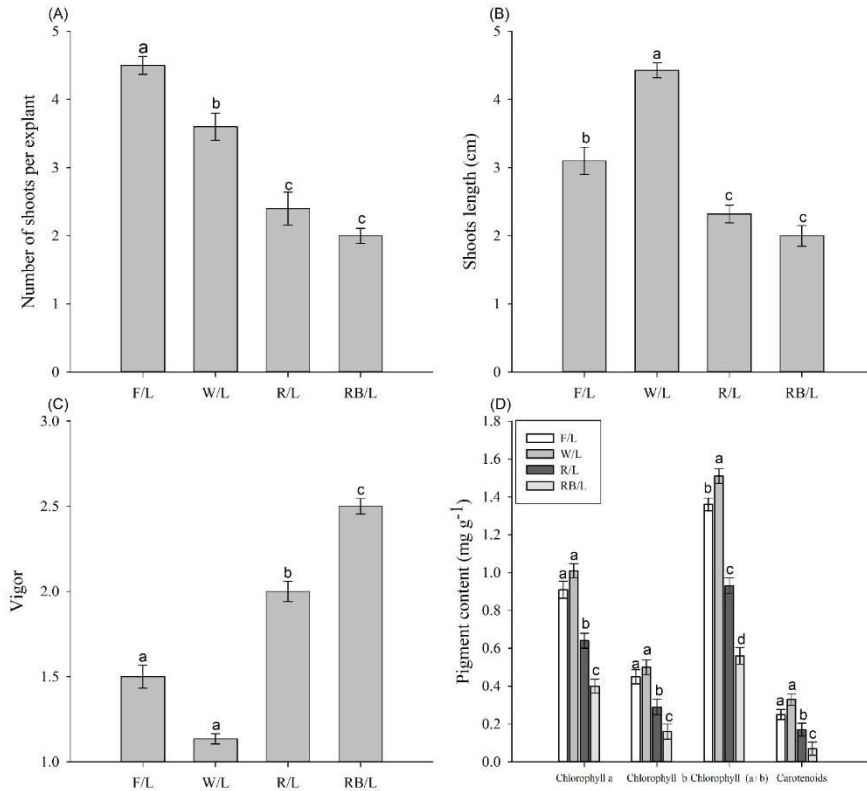 (A)
Number of shoots per explant
5
4
3
2
1
0
a
b
c
c
F/L
W/L
R/L
RB/L
(B)
Shoots length (cm)
5
4
3
2
1
0
b
a
c
c
F/L
W/L
R/L
RB/L
(C)
Vigor
3.0
2.5
2.0
1.5
1.0
a
a
b
c
F/L
W/L
R/L
RB/L
(D)
Pigment content (mg g⁻¹)
1.8
1.6
1.4
1.2
1.0
0.8
0.6
0.4
0.2
0.0
F/L
W/L
R/L
RB/L
a
a
b
c
a
a
b
c
b
a
c
d
a
a
b
c
Chlorophyll a
Chlorophyll b
Chlorophyll (a+b)
Carotenoids